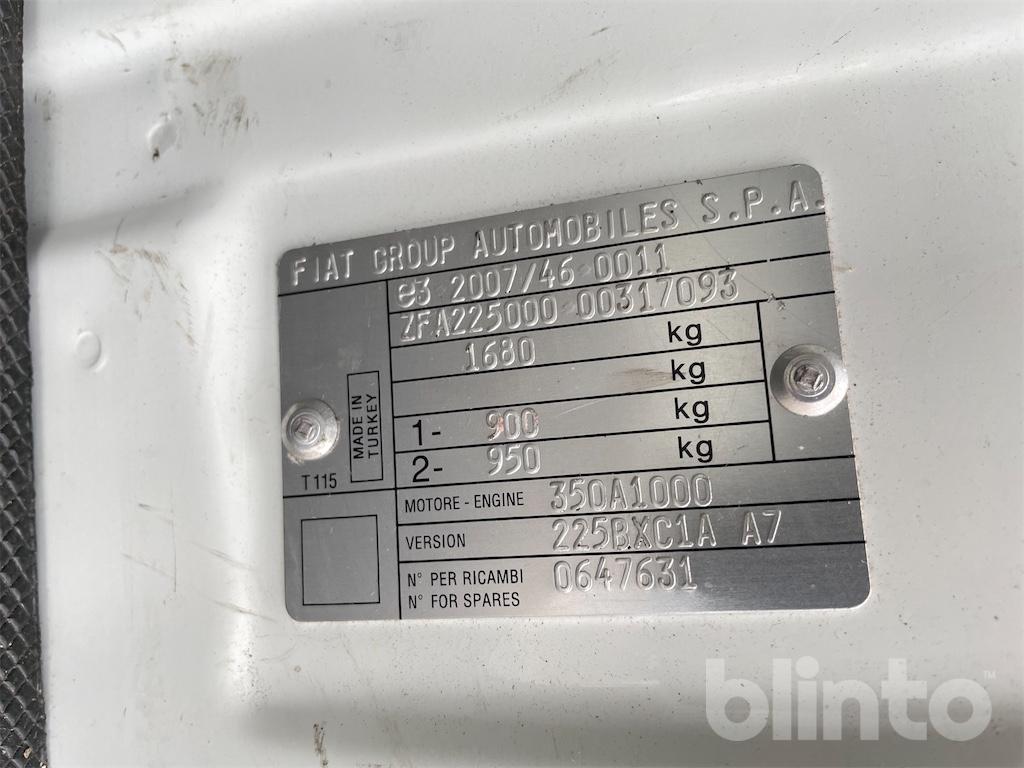 FIAT GROUP AUTOMOBILES S.P.A.
e3 2007/46 0011
ZFA225000 00317093
1680 kg
kg
1- 900 kg
2- 950 kg
MADE IN
TURKEY
T115
MOTORE - ENGINE 350A1000
VERSION 225BXC1A A7
N° PER RICAMBI 0647631
N° FOR SPARES
blinto™